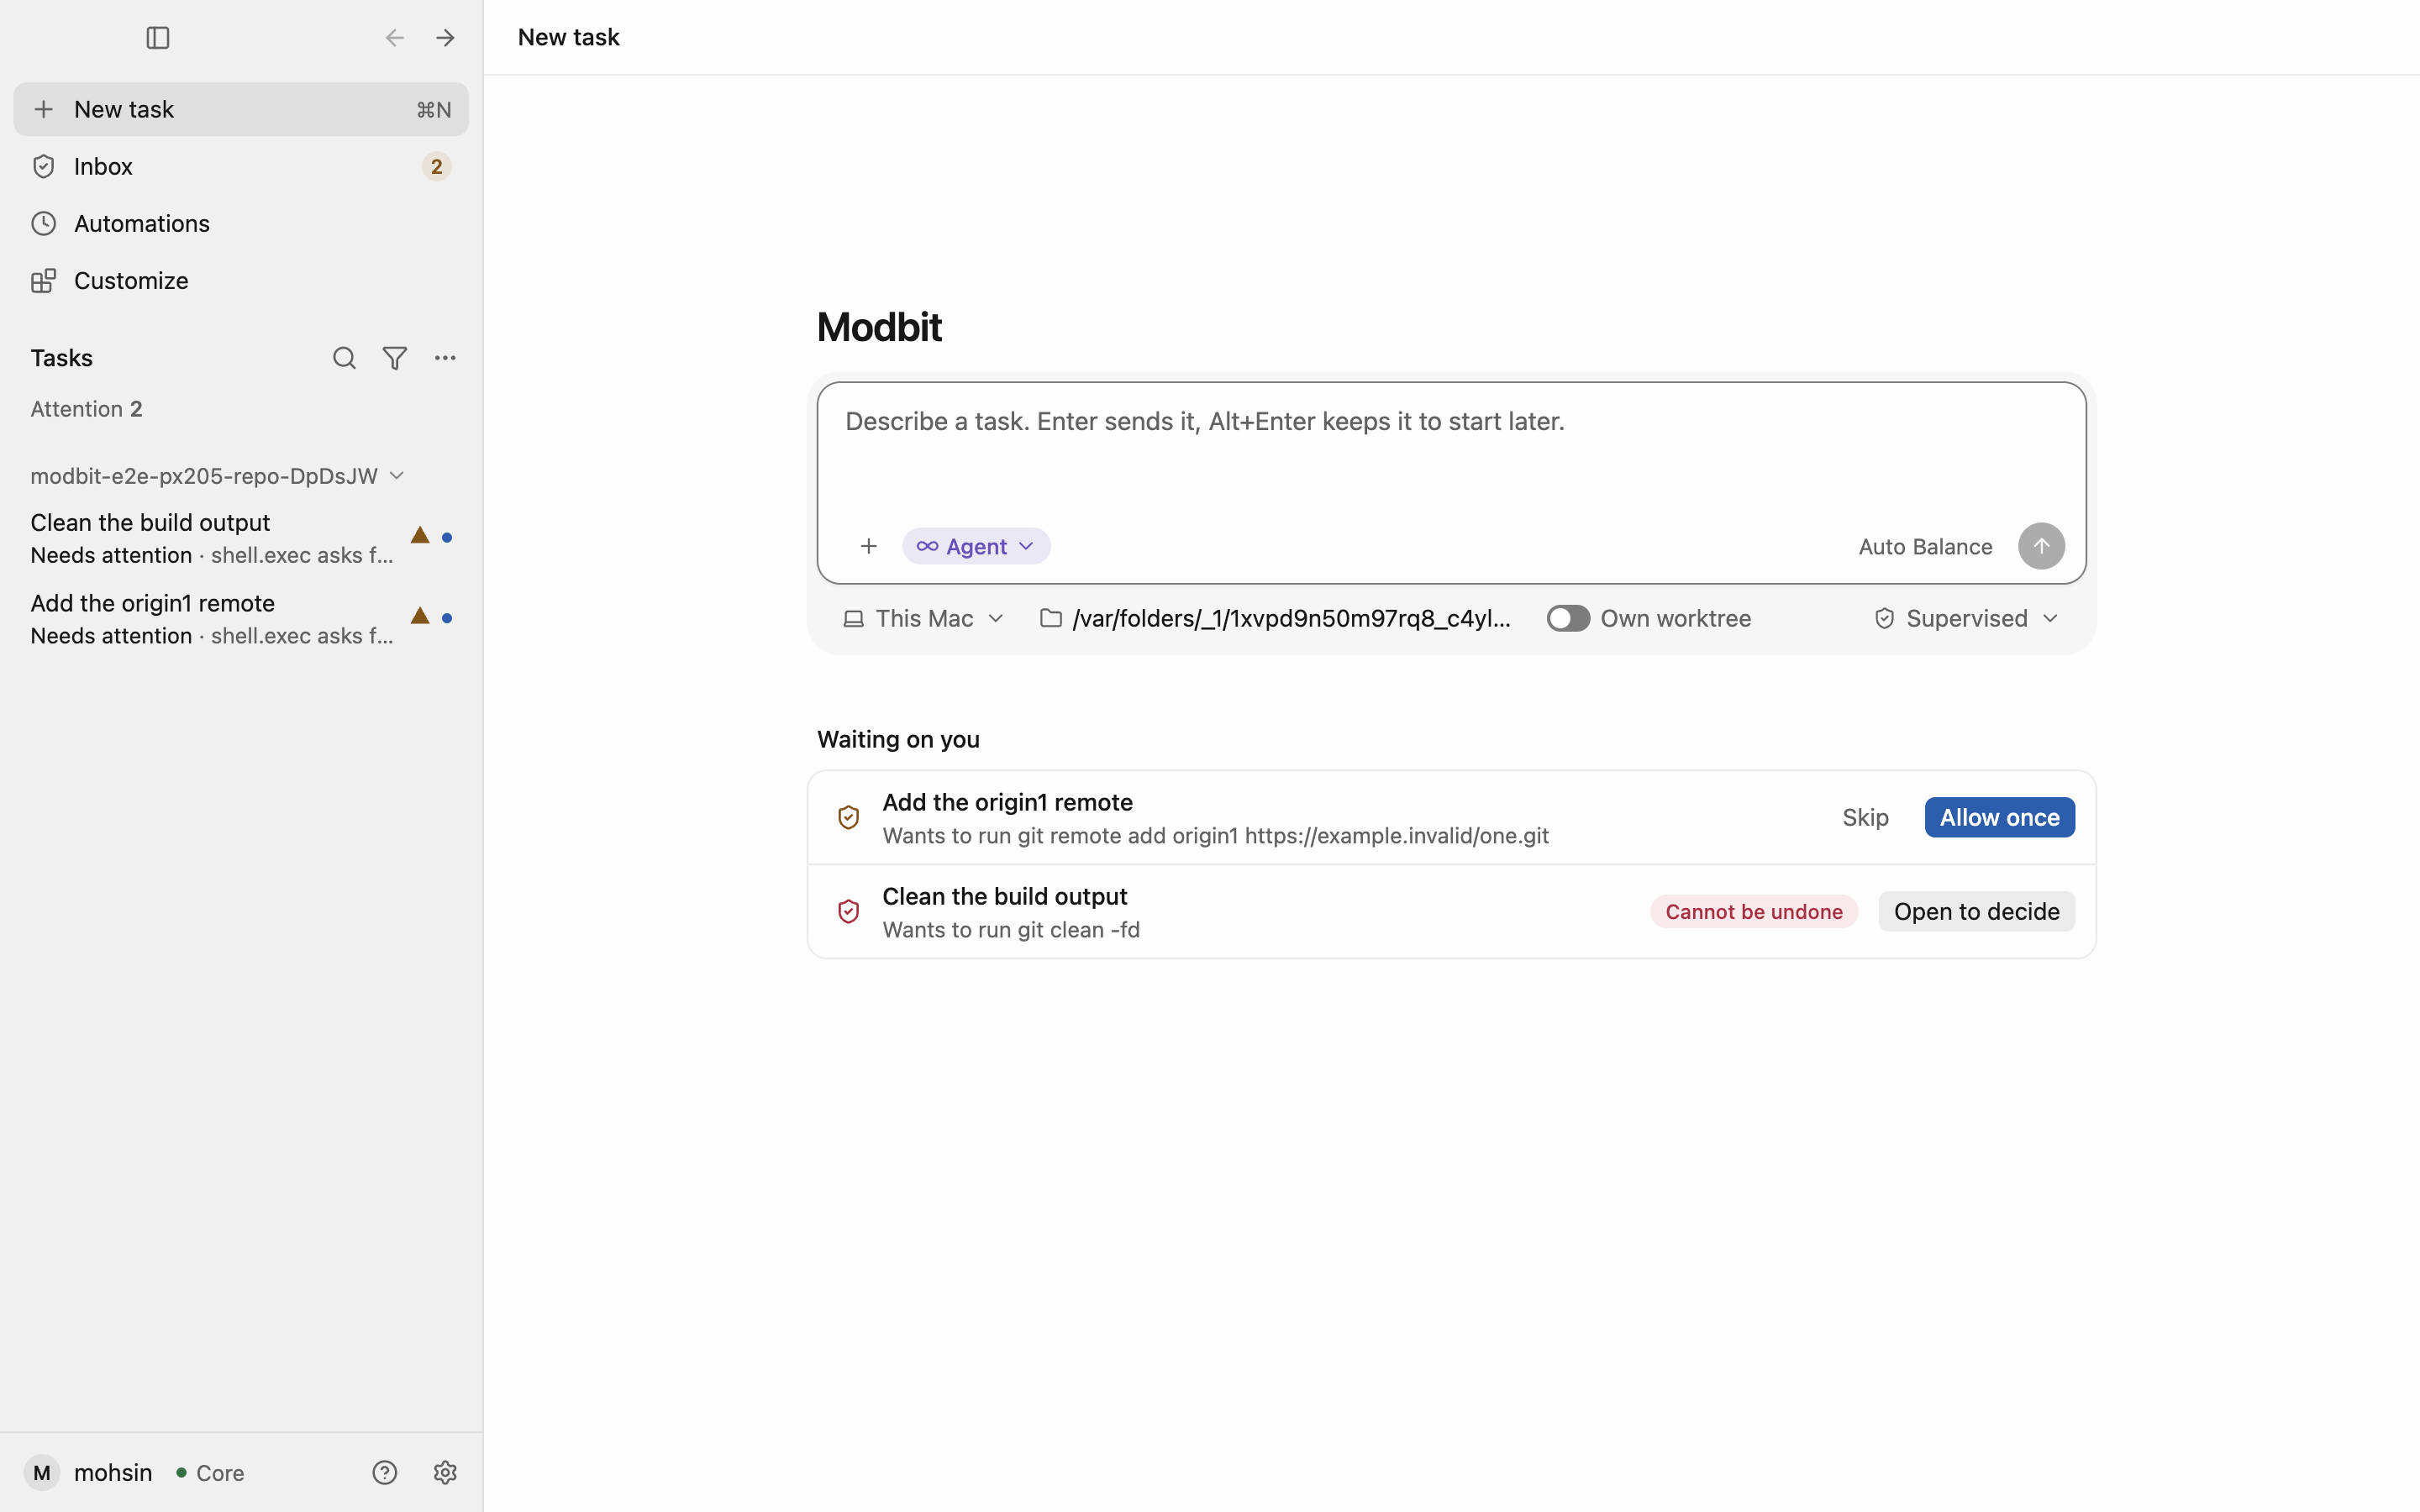 New task
New task ⌘N
Inbox 2
Automations
Customize
Tasks
Attention 2
modbit-e2e-px205-repo-DpDsJW
Clean the build output
Needs attention · shell.exec asks f...
Add the origin1 remote
Needs attention · shell.exec asks f...
M mohsin Core
Modbit
Describe a task. Enter sends it, Alt+Enter keeps it to start later.
Agent Auto Balance
This Mac /var/folders/_1/1xvpd9n50m97rq8_c4yl... Own worktree Supervised
Waiting on you
Add the origin1 remote
Wants to run git remote add origin1 https://example.invalid/one.git
Skip Allow once
Clean the build output
Wants to run git clean -fd
Cannot be undone Open to decide